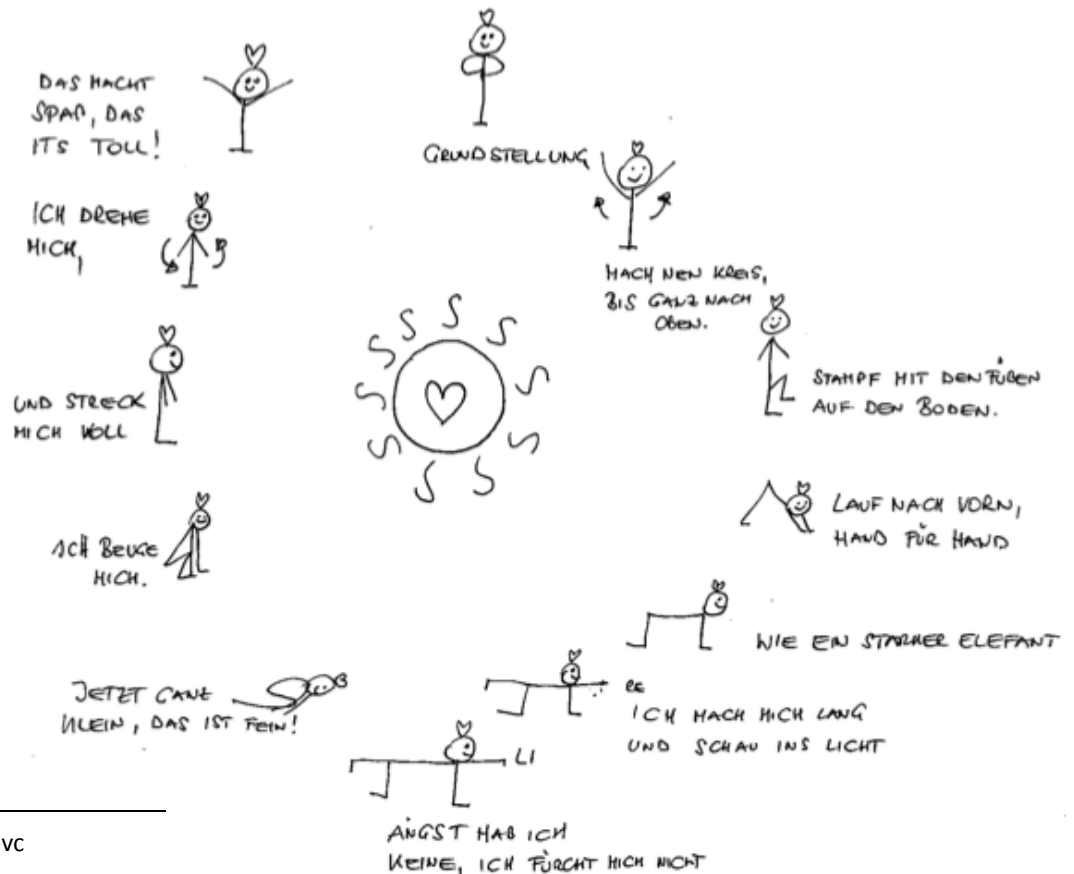 GRUNDSTELLUNG
MACH NEN KREIS,
BIS GANZ NACH
OBEN.
STAMPF MIT DEN FÜßEN
AUF DEN BODEN.
LAUF NACH VORN,
HAND FÜR HAND
WIE EIN STARKER ELEFANT
RE
ICH MACH MICH LANG
UND SCHAU INS LICHT
LI
ANGST HAB ICH
KEINE, ICH FÜRCHT MICH NICHT
JETZT GANZ
KLEIN, DAS IST FEIN!
ICH BEUGE
MICH.
UND STRECK
MICH VOLL
ICH DREHE
MICH,
DAS MACHT
SPAß, DAS
ITS TOLL!
vc